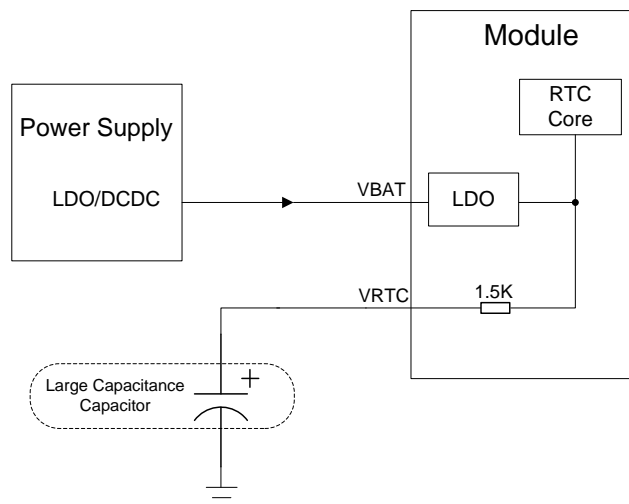 Module
RTC
Core
Power Supply
LDO/DCDC
VBAT
LDO
VRTC
1.5K
Large Capacitance
Capacitor
+